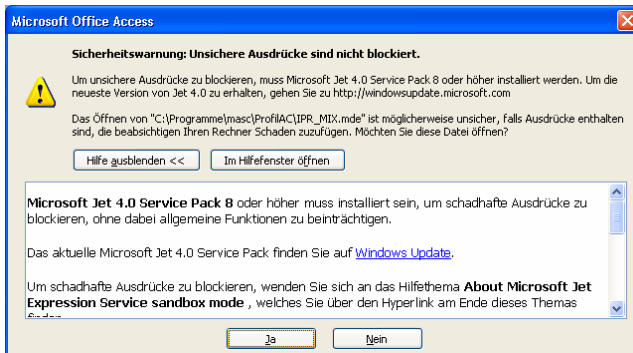 Microsoft Office Access
Sicherheitswarnung: Unsichere Ausdrücke sind nicht blockiert.
Um unsichere Ausdrücke zu blockieren, muss Microsoft Jet 4.0 Service Pack 8 oder höher installiert werden. Um die
neueste Version von Jet 4.0 zu erhalten, gehen Sie zu http://windowsupdate.microsoft.com
Das Öffnen von "C:\Programme\masc\ProfilAC\IPR_MIX.mde" ist möglicherweise unsicher, falls Ausdrücke enthalten
sind, die beabsichtigen Ihren Rechner Schaden zuzufügen. Möchten Sie diese Datei öffnen?
Hilfe ausblenden <<
Im Hilfefenster öffnen
Microsoft Jet 4.0 Service Pack 8 oder höher muss installiert sein, um schadhafte Ausdrücke zu
blockieren, ohne dabei allgemeine Funktionen zu beinträchtigen.
Das aktuelle Microsoft Jet 4.0 Service Pack finden Sie auf Windows Update.
Um schadhafte Ausdrücke zu blockieren, wenden Sie sich an das Hilfethema About Microsoft Jet
Expression Service sandbox mode , welches Sie über den Hyperlink am Ende dieses Themas
finden
Ja
Nein